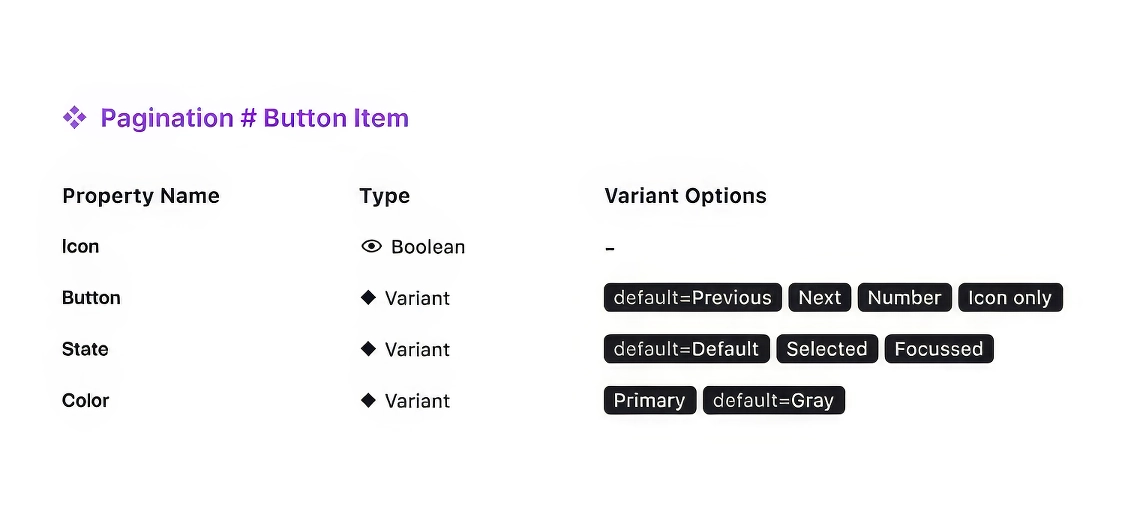 Pagination # Button Item
Property Name Type Variant Options
Icon Boolean –
Button Variant default=Previous Next Number Icon only
State Variant default=Default Selected Focussed
Color Variant Primary default=Gray